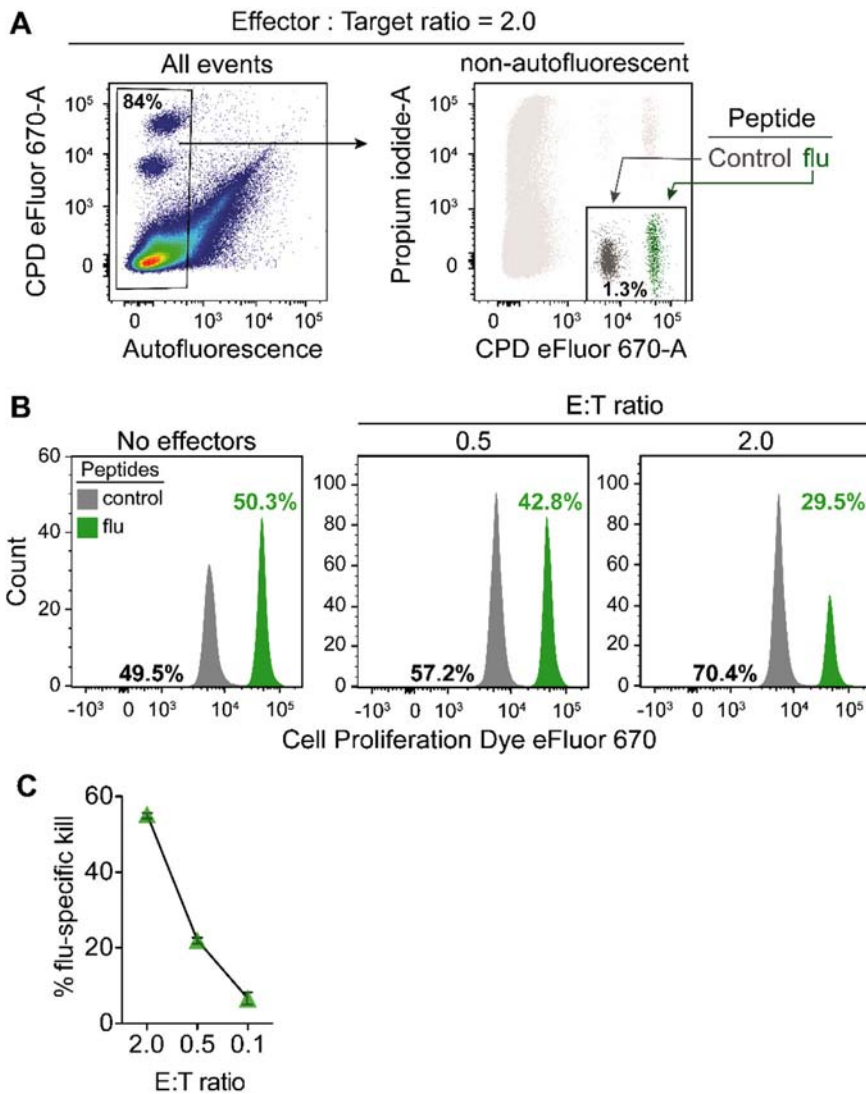 A
Effector : Target ratio = 2.0
All events
non-autofluorescent
84%
CPD eFluor 670-A
10⁵
10⁴
10³
0
0 10³ 10⁴ 10⁵
Autofluorescence
Propium iodide-A
10⁵
10⁴
10³
0
1.3%
0 10³ 10⁴ 10⁵
CPD eFluor 670-A
Peptide
Control flu
B
E:T ratio
No effectors
0.5
2.0
Count
60
40
20
0
Peptides
control
flu
50.3%
49.5%
-10³ 0 10³ 10⁴ 10⁵
100
80
60
40
20
0
42.8%
57.2%
-10³ 0 10³ 10⁴ 10⁵
100
80
60
40
20
0
29.5%
70.4%
-10³ 0 10³ 10⁴ 10⁵
Cell Proliferation Dye eFluor 670
C
% flu-specific kill
60
40
20
0
2.0 0.5 0.1
E:T ratio